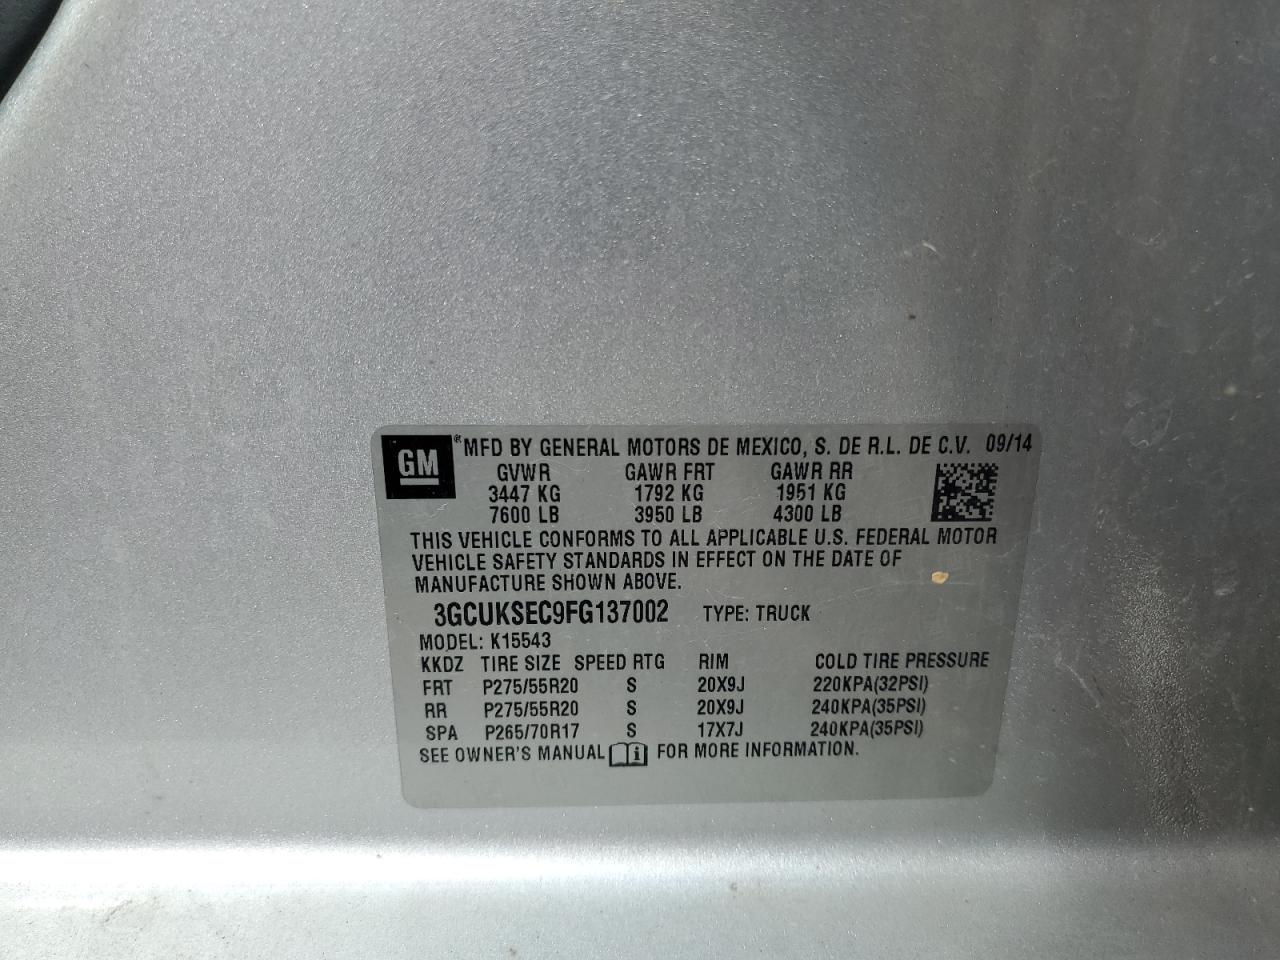 GM ® MFD BY GENERAL MOTORS DE MEXICO, S. DE R.L. DE C.V. 09/14
GVWR GAWR FRT GAWR RR
3447 KG 1792 KG 1951 KG
7600 LB 3950 LB 4300 LB
THIS VEHICLE CONFORMS TO ALL APPLICABLE U.S. FEDERAL MOTOR
VEHICLE SAFETY STANDARDS IN EFFECT ON THE DATE OF
MANUFACTURE SHOWN ABOVE.
3GCUKSEC9FG137002 TYPE: TRUCK
MODEL: K15543
KKDZ TIRE SIZE SPEED RTG RIM COLD TIRE PRESSURE
FRT P275/55R20 S 20X9J 220KPA(32PSI)
RR P275/55R20 S 20X9J 240KPA(35PSI)
SPA P265/70R17 S 17X7J 240KPA(35PSI)
SEE OWNER'S MANUAL i FOR MORE INFORMATION.